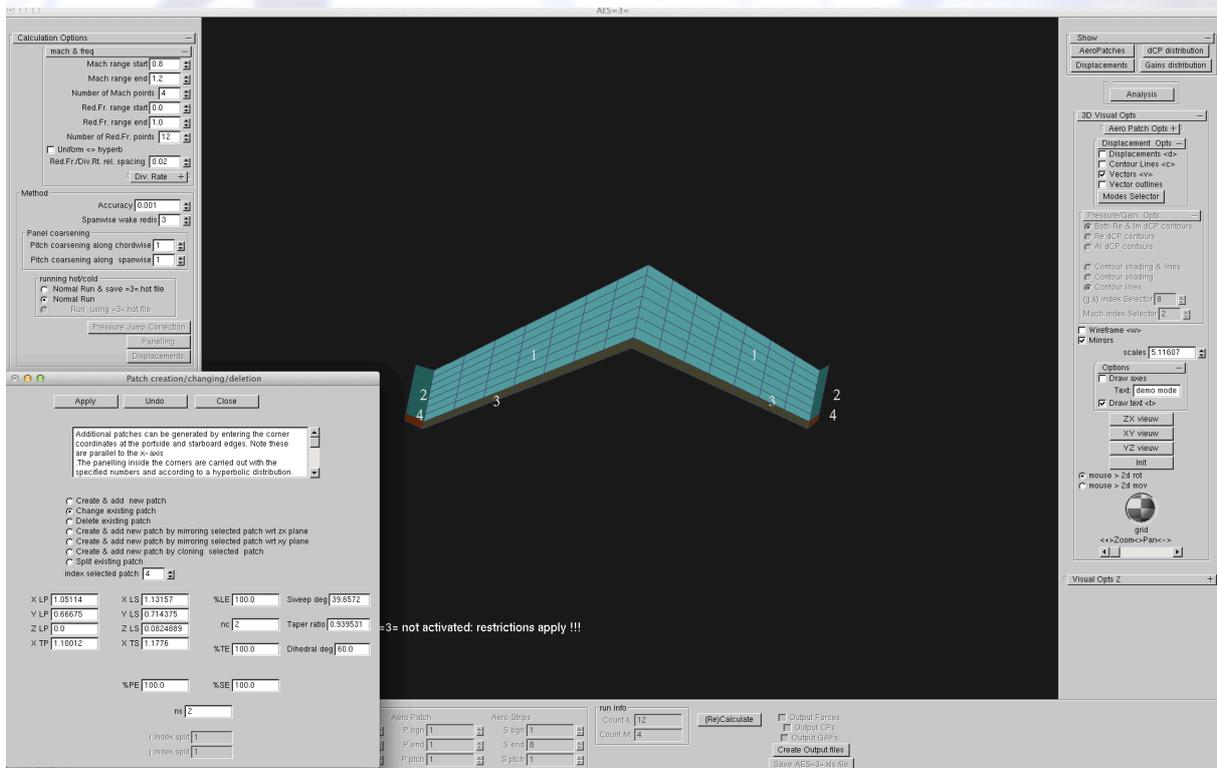 AES=3=
Calculation Options
mach & freq
Mach range start 0.8
Mach range end 1.2
Number of Mach points 4
Red.Fr. range start 0.0
Red.Fr. range end 1.0
Number of Red.Fr. points 12
Uniform <> hyperb
Red.Fr./Div.Rt. rel. spacing 0.02
Div. Rate +
Method
Accuracy 0.001
Spanwise wake redis 3
Panel coarsening
Pitch coarsening along chordwise 1
Pitch coarsening along spanwise 1
running hot/cold
Normal Run & save =3=.hot file
Normal Run
Run using =3=.hot file
Pressure Jump Correction
Panelling
Displacements
Patch creation/changing/deletion
Apply Undo Close
Additional patches can be generated by entering the corner
coordinates at the portside and starboard edges. Note these
are parallel to the x-axis
.The panelling inside the corners are carried out with the
specified numbers and according to a hyperbolic distribution.
Create & add new patch
Change existing patch
Delete existing patch
Create & add new patch by mirroring selected patch wrt zx plane
Create & add new patch by mirroring selected patch wrt xy plane
Create & add new patch by cloning selected patch
Split existing patch
index selected patch 4
X LP 1.05114 X LS 1.13157 %LE 100.0 Sweep deg 39.6572
Y LP 0.66675 Y LS 0.714375
nc 2 Taper ratio 0.939531
Z LP 0.0 Z LS 0.0824889
X TP 1.10012 X TS 1.1776 %TE 100.0 Dihedral deg 60.0
%PE 100.0 %SE 100.0
ns 2
i index split 1
j index split 1
1 1
2 2
3 3
4 4
=3= not activated: restrictions apply !!!
Aero Patch Aero Strips
P bgn 1 S bgn 1
P end 1 S end 8
P ptch 1 S ptch 1
run info
Count k 12
Count M 4
(Re)Calculate
Output Forces
Output CPs
Output GAFs
Create Output files
Save AES=3=.xls file
Show
AeroPatches dCP distribution
Displacements Gains distribution
Analysis
3D Visual Opts
Aero Patch Opts +
Displacement Opts
Displacements <d>
Contour Lines <c>
Vectors <v>
Vector outlines
Modes Selector
Pressure/Gain Opts
Both Re & Im dCP contours
Re dCP contours
AI dCP contours
Contour shading & lines
Contour shading
Contour lines
(g,k) index Selector 8
Mach index Selector 2
Wireframe <w>
Mirrors
scales 5.11607
Options
Draw axes
Text: demo mode
Draw text <t>
ZX vieuw
XY vieuw
YZ vieuw
Init
mouse > 2d rot
mouse > 2d mov
grid
<+>Zoom<>Pan<->
Visual Opts 2 +